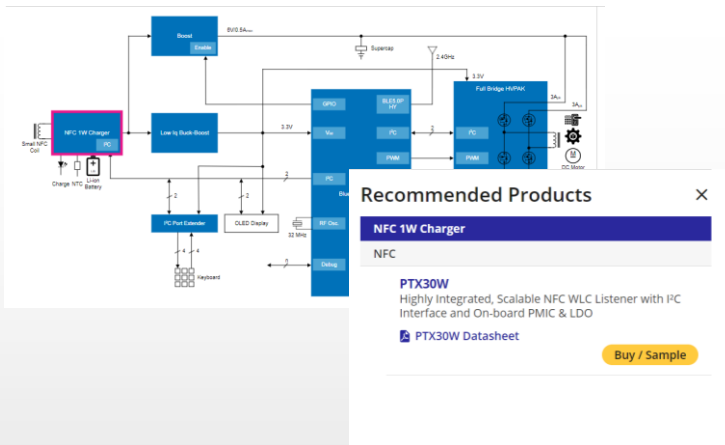 Boost
Enable
5V/0.5A
Supercap
2.4GHz
3.3V
Full Bridge HVPAK
3A
3A
NFC 1W Charger
I²C
Small NFC
Coil
Low Iq Buck-Boost
3.3V
GPIO
BLE5.0P
I²C
2
I²C
PWM
PWM
DC Motor
Charge
NTC
Li-ion
Battery
2
2
2
I²C
Blu
I²C Port Extender
OLED Display
32 MHz
RF Osc.
4
4
Keyboard
Debug
Recommended Products
×
NFC 1W Charger
NFC
PTX30W
Highly Integrated, Scalable NFC WLC Listener with I²C
Interface and On-board PMIC & LDO
PTX30W Datasheet
Buy / Sample